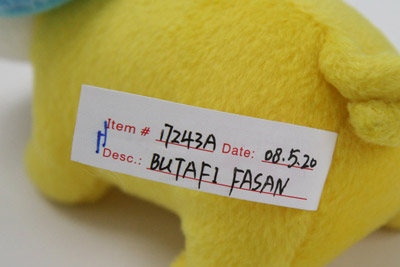 Item # 17243A Date: 08.5.20
Desc.: BUTAFI FASAN